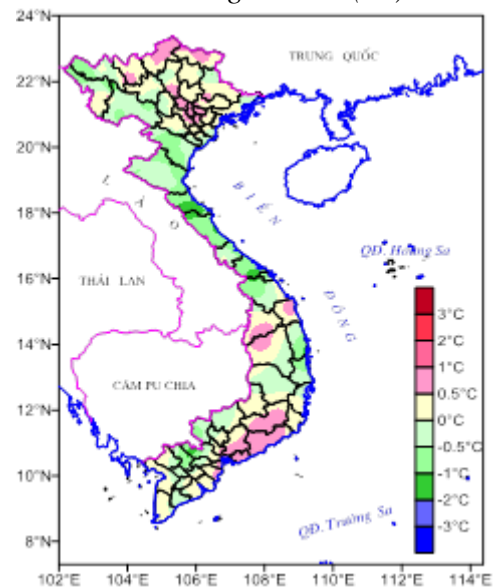 24°N
22°N
20°N
18°N
16°N
14°N
12°N
10°N
8°N
TRUNG QUỐC
LÀO
BIỂN ĐÔNG
QĐ. Hoàng Sa
THÁI LAN
CĂM PU CHIA
QĐ. Trường Sa
3°C
2°C
1°C
0.5°C
0°C
-0.5°C
-1°C
-2°C
-3°C
102°E 104°E 106°E 108°E 110°E 112°E 114°E